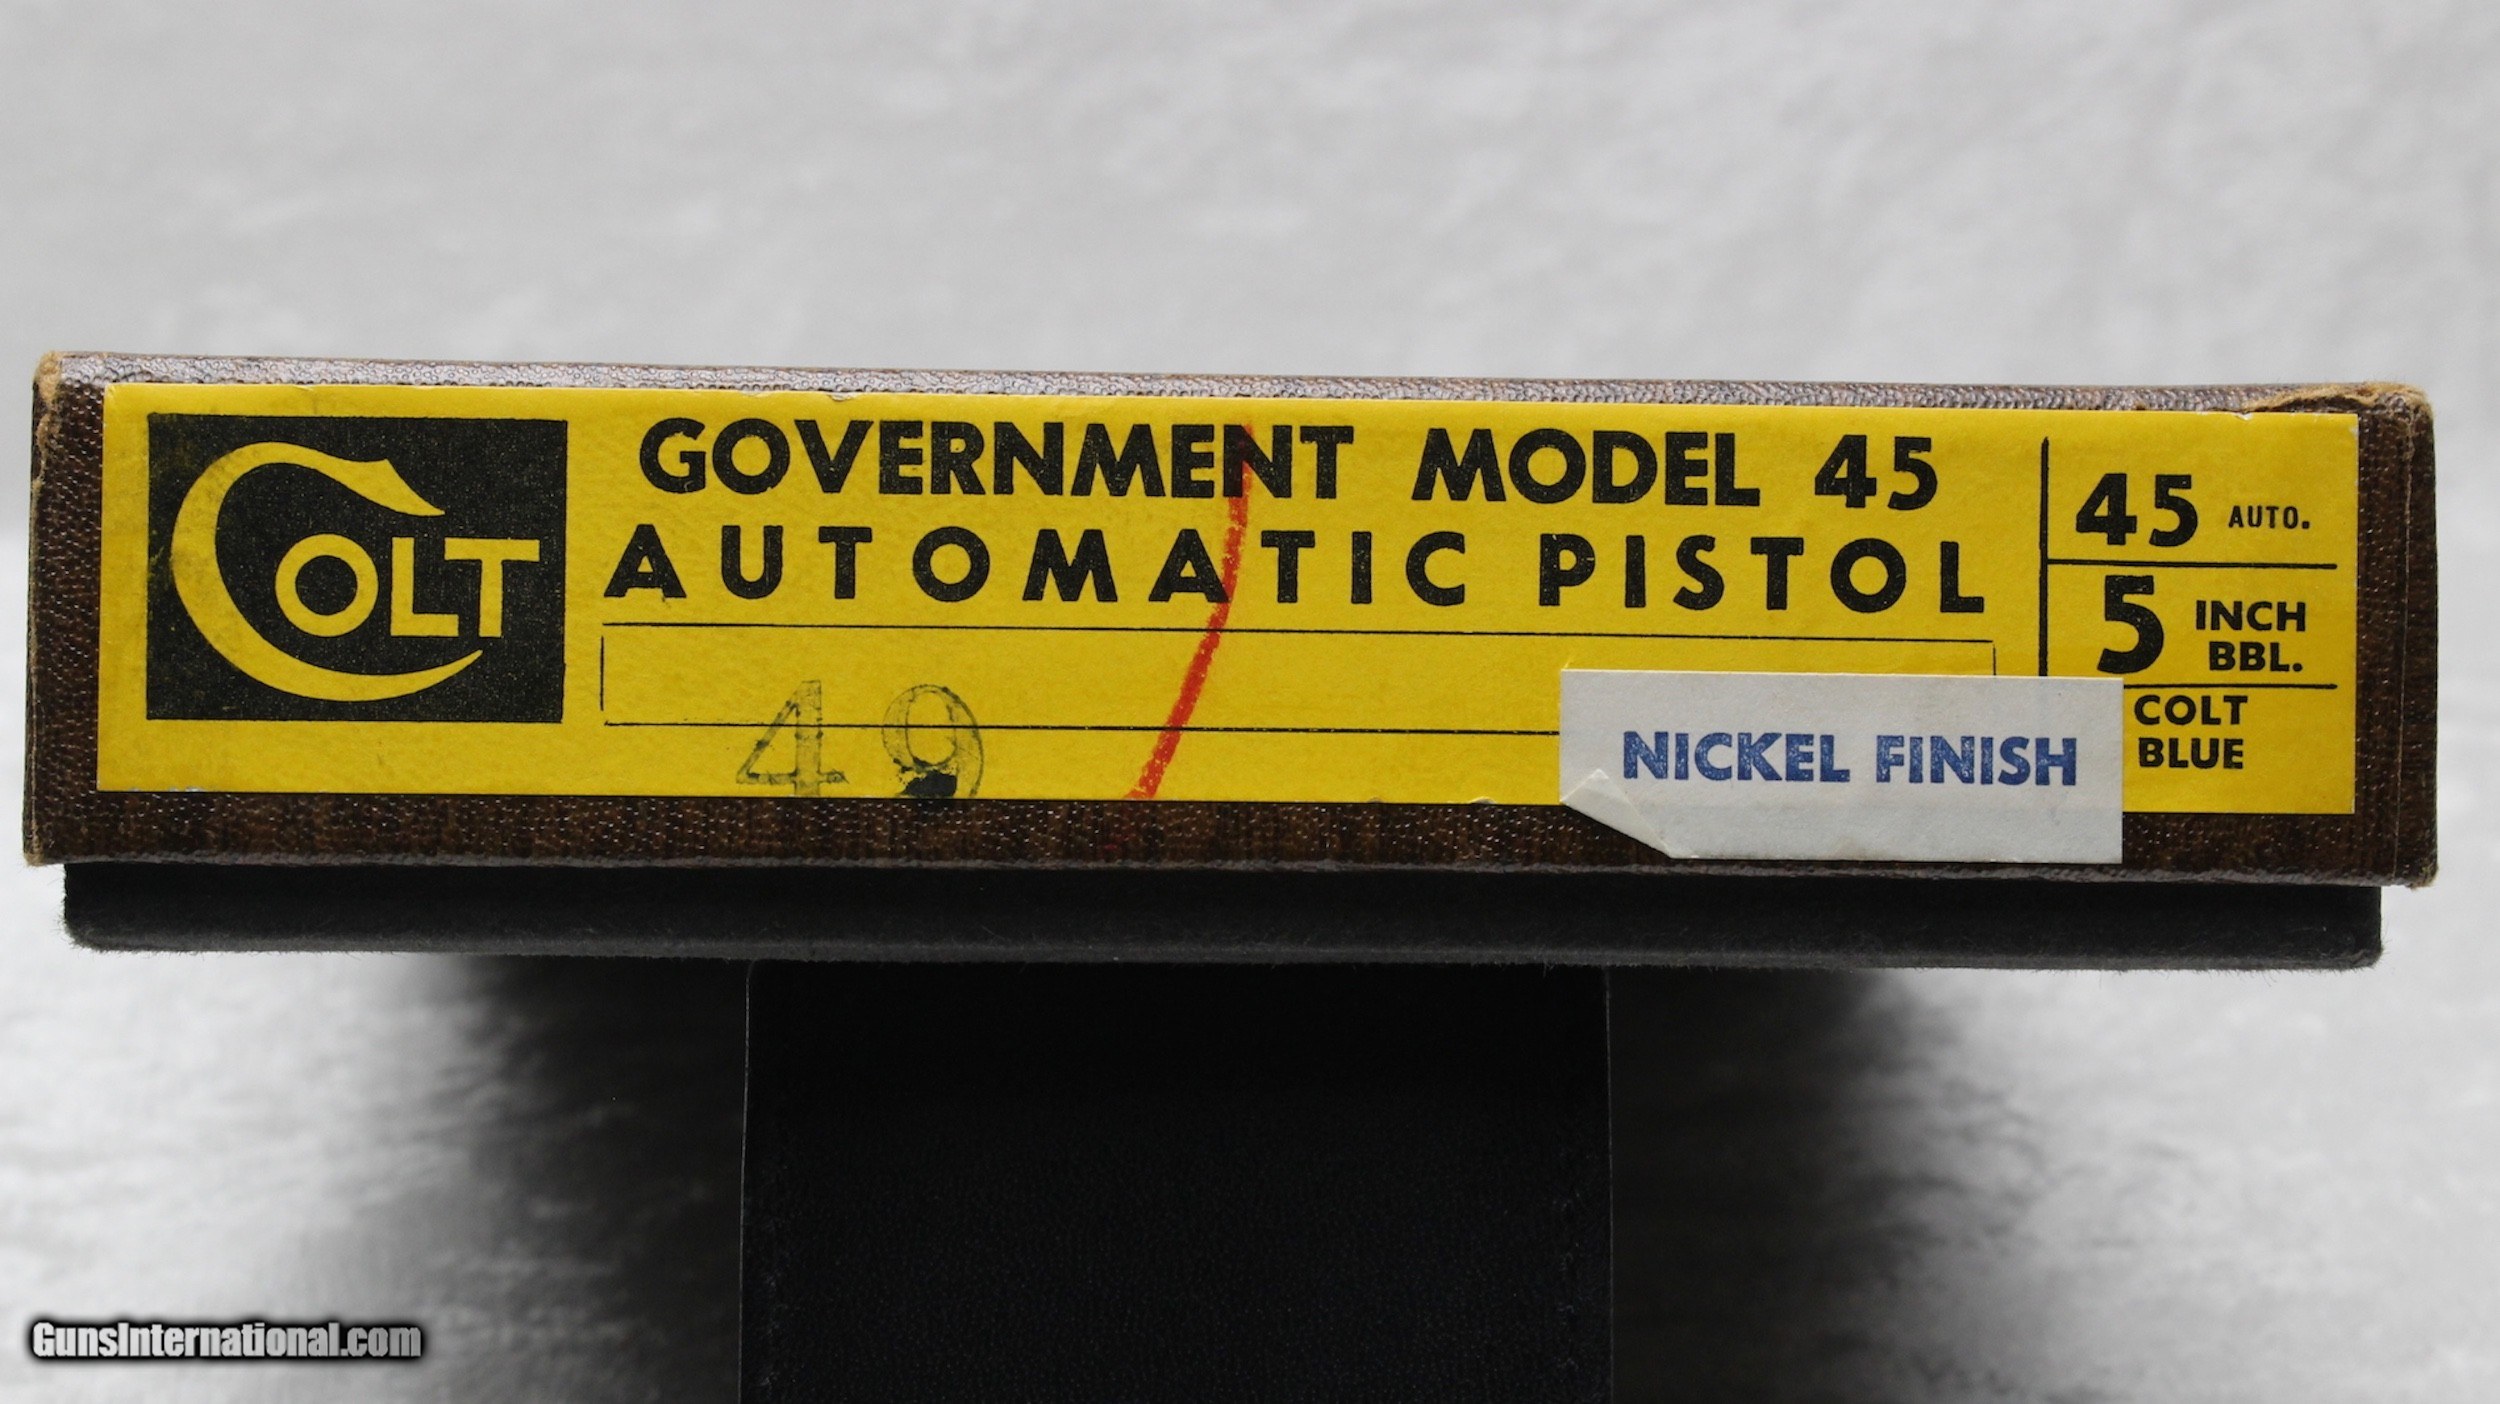 COLT
GOVERNMENT MODEL 45
AUTOMATIC PISTOL
49
45 AUTO.
5 INCH
BBL.
COLT
BLUE
NICKEL FINISH
GunsInternational.com